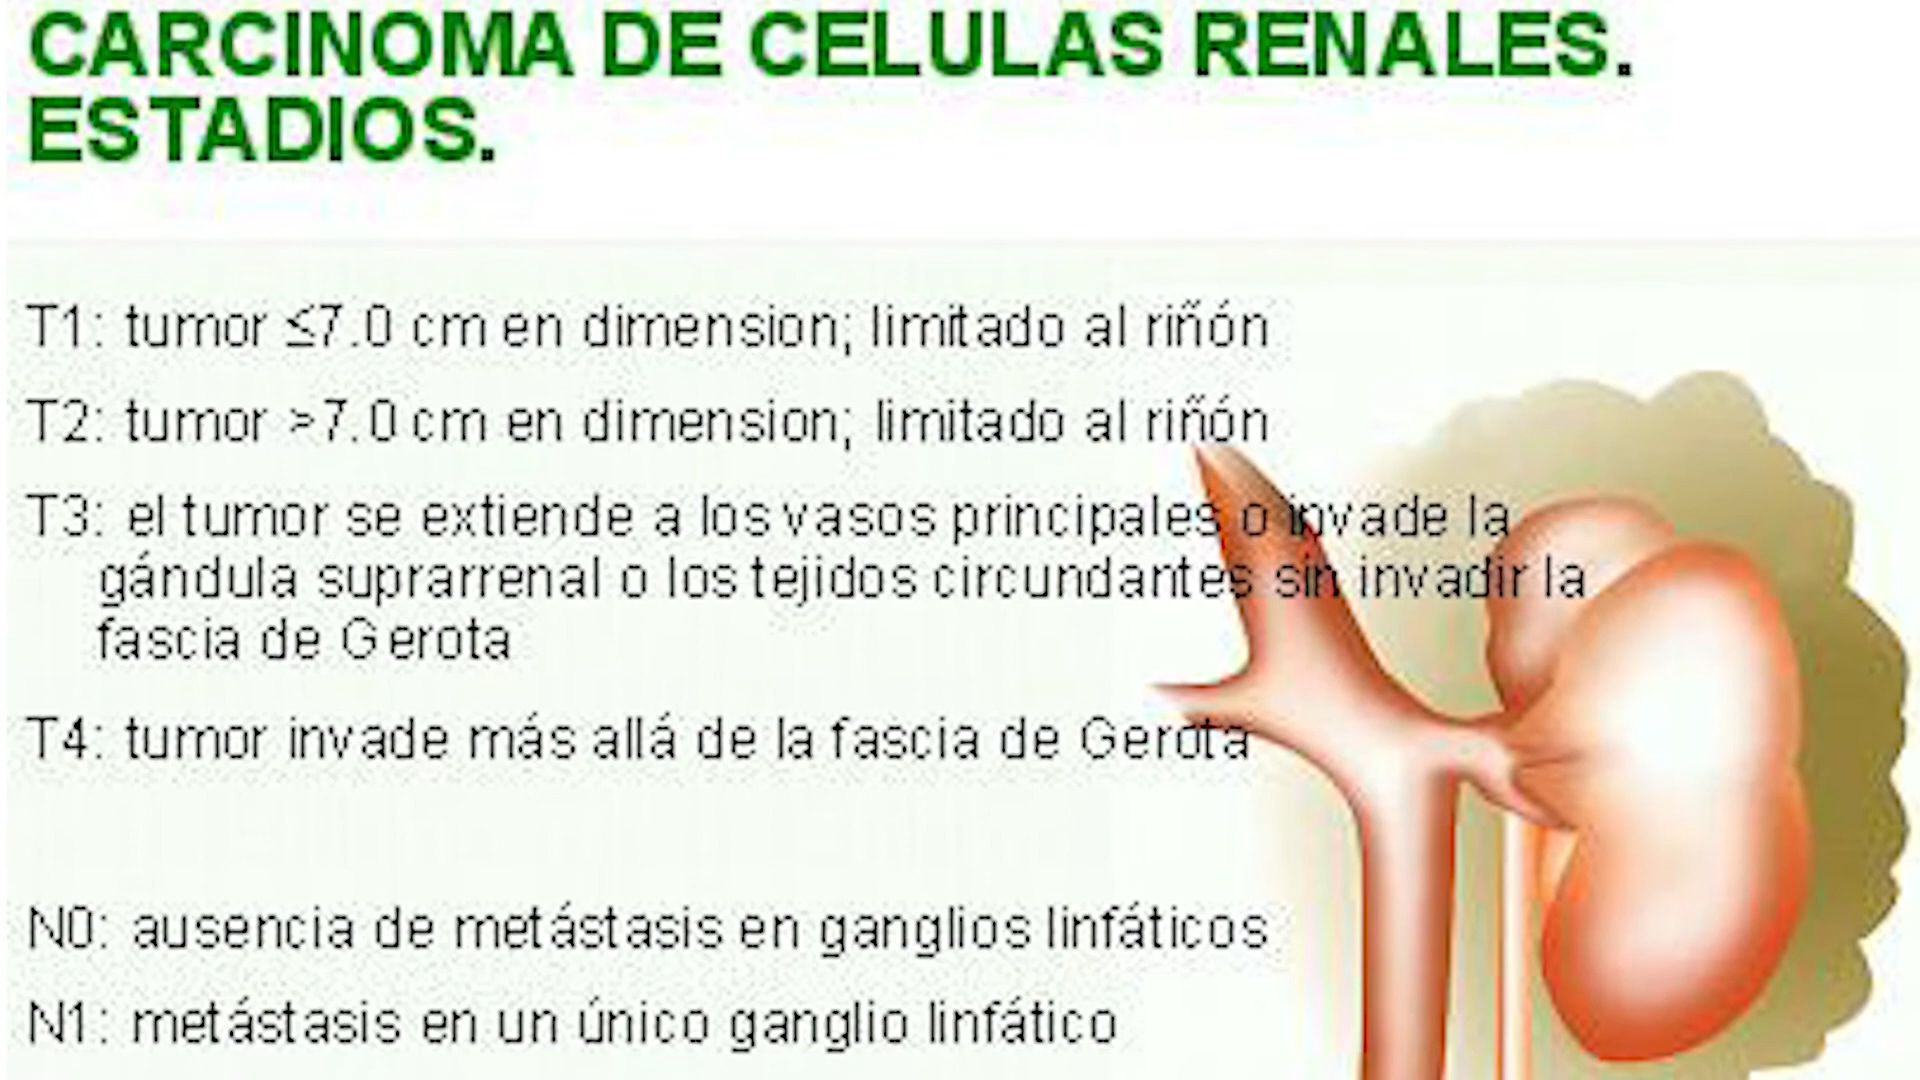 CARCINOMA DE CELULAS RENALES.
ESTADIOS.
T1: tumor ≤7.0 cm en dimension; limitado al riñón
T2: tumor >7.0 cm en dimension; limitado al riñón
T3: el tumor se extiende a los vasos principales o invade la
gándula suprarrenal o los tejidos circundantes sin invadir la
fascia de Gerota
T4: tumor invade más allá de la fascia de Gerota
N0: ausencia de metástasis en ganglios linfáticos
N1: metástasis en un único ganglio linfático